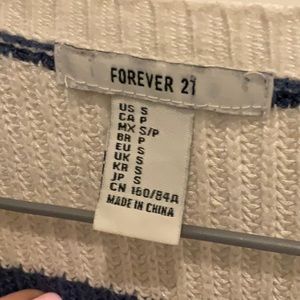 FOREVER 21
US S
CA P
MX S/P
BR P
EU S
UK S
KR S
JP S
CN 160/84A
MADE IN CHINA